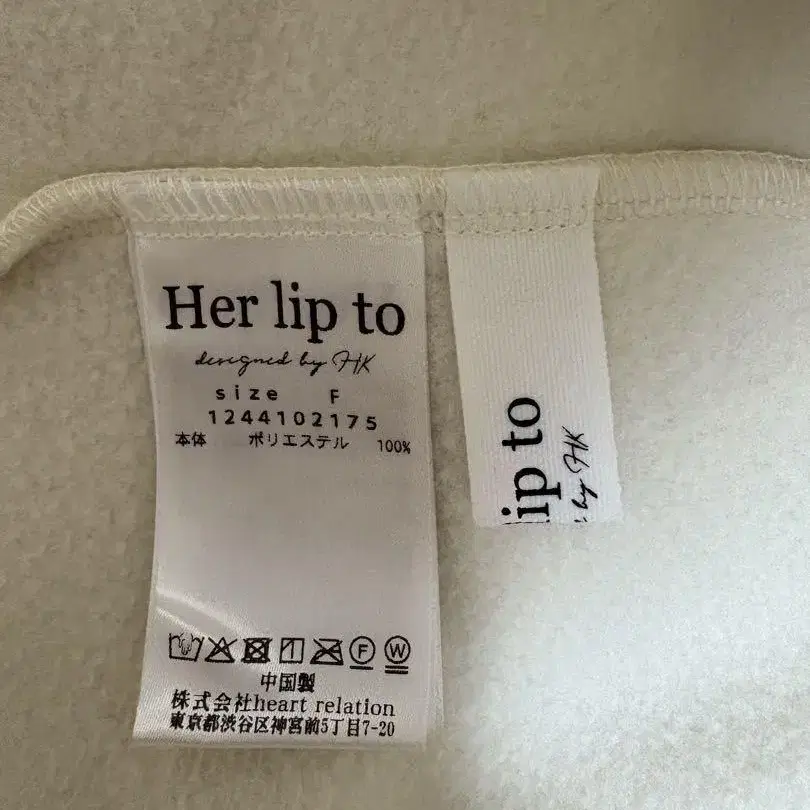 Her lip to
designed by HK
size F
1244102175
本体 ポリエステル 100%
F W
中国製
株式会社heart relation
東京都渋谷区神宮前5丁目7-20
lip to
by HK